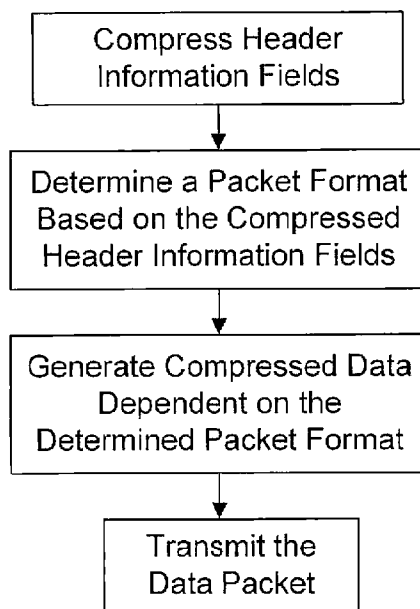 Compress Header
Information Fields
Determine a Packet Format
Based on the Compressed
Header Information Fields
Generate Compressed Data
Dependent on the
Determined Packet Format
Transmit the
Data Packet